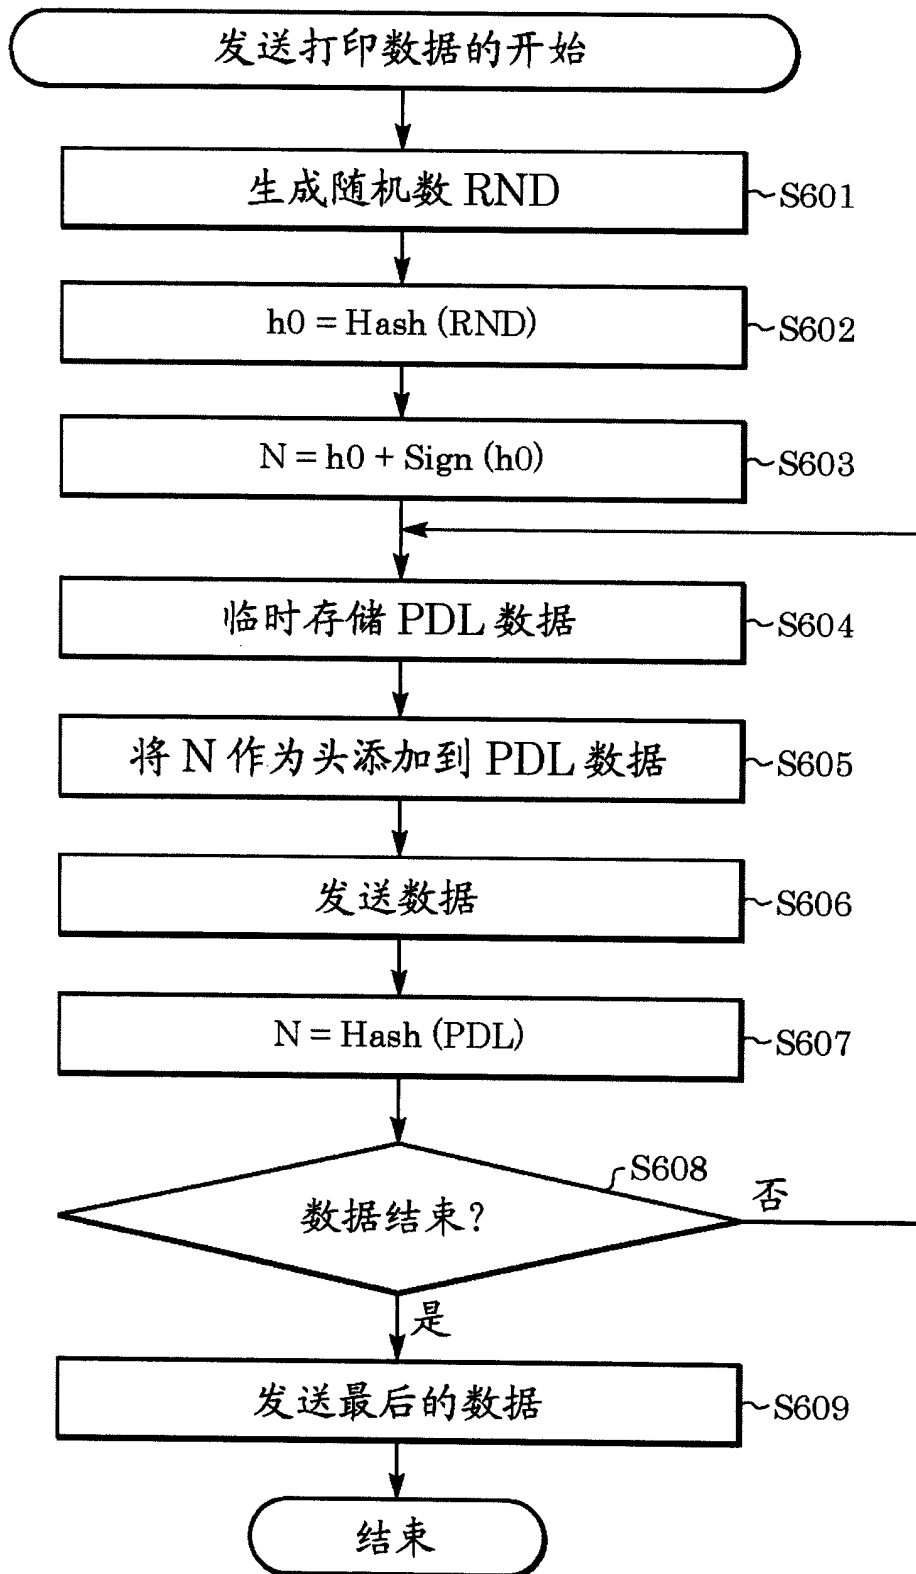 发送打印数据的开始
生成随机数 RND
S601
h0 = Hash (RND)
S602
N = h0 + Sign (h0)
S603
临时存储 PDL 数据
S604
将 N 作为头添加到 PDL 数据
S605
发送数据
S606
N = Hash (PDL)
S607
S608
数据结束?
否
是
发送最后的数据
S609
结束